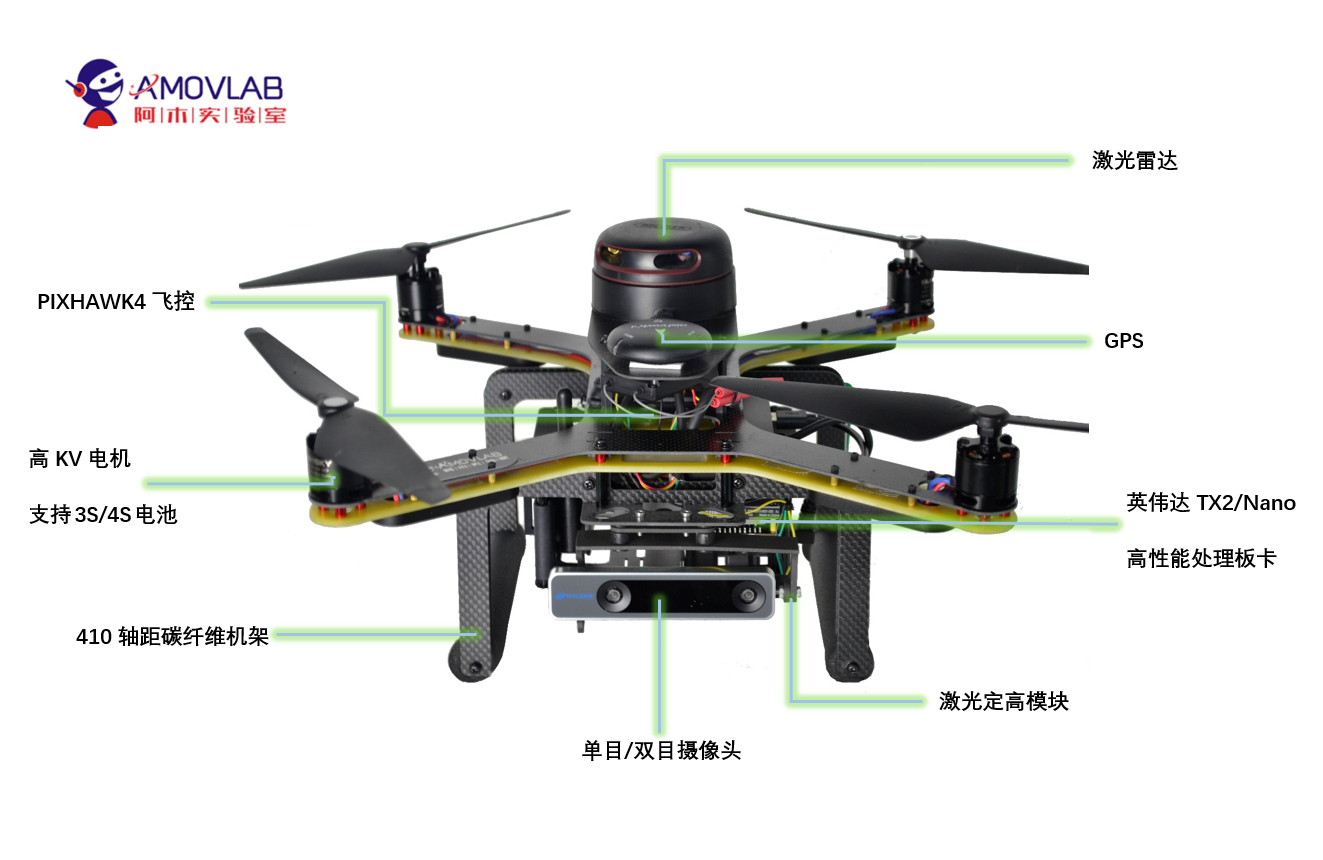 AMOVLAB
阿木实验室
激光雷达
PIXHAWK4 飞控
GPS
高 KV 电机
支持 3S/4S 电池
AMOVLAB
英伟达 TX2/Nano
高性能处理板卡
410 轴距碳纤维机架
激光定高模块
单目/双目摄像头